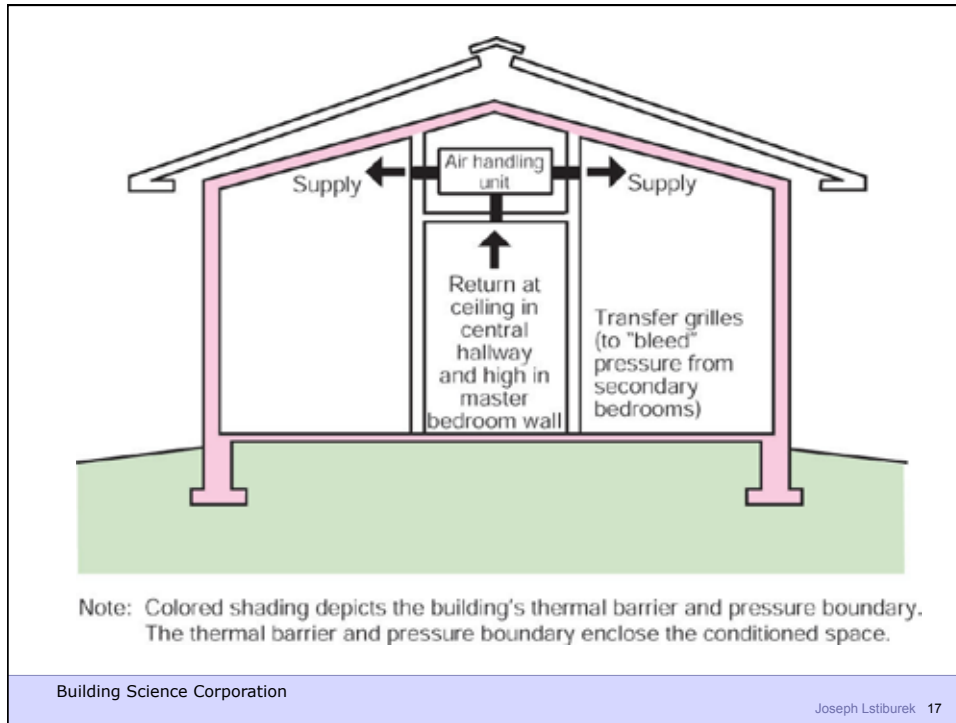 Air handling
unit
Supply
Supply
Return at
ceiling in
central
hallway
and high in
master
bedroom wall
Transfer grilles
(to "bleed"
pressure from
secondary
bedrooms)
Note: Colored shading depicts the building's thermal barrier and pressure boundary.
The thermal barrier and pressure boundary enclose the conditioned space.
Building Science Corporation
Joseph Lstiburek 17